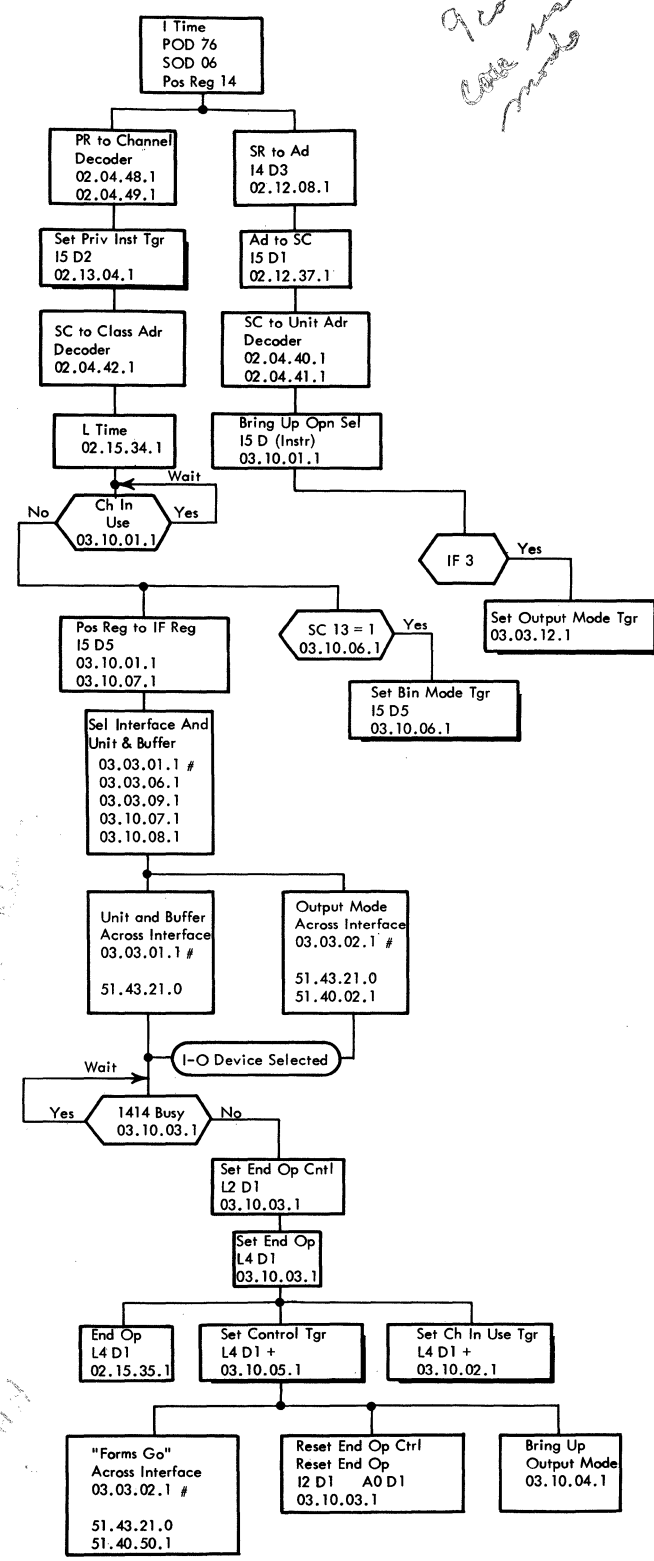 I Time
POD 76
SOD 06
Pos Reg 14
code
mode
PR to Channel
Decoder
02.04.48.1
02.04.49.1
SR to Ad
I4 D3
02.12.08.1
Set Priv Inst Tgr
I5 D2
02.13.04.1
Ad to SC
I5 D1
02.12.37.1
SC to Class Adr
Decoder
02.04.42.1
SC to Unit Adr
Decoder
02.04.40.1
02.04.41.1
L Time
02.15.34.1
Bring Up Opn Sel
I5 D (Instr)
03.10.01.1
Wait
No
Ch In
Use
03.10.01.1
Yes
IF 3
Yes
Set Output Mode Tgr
03.03.12.1
Pos Reg to IF Reg
I5 D5
03.10.01.1
03.10.07.1
SC 13 = 1
03.10.06.1
Yes
Set Bin Mode Tgr
I5 D5
03.10.06.1
Sel Interface And
Unit & Buffer
03.03.01.1 #
03.03.06.1
03.03.09.1
03.10.07.1
03.10.08.1
Unit and Buffer
Across Interface
03.03.01.1 #
51.43.21.0
Output Mode
Across Interface
03.03.02.1 #
51.43.21.0
51.40.02.1
I-O Device Selected
Wait
Yes
1414 Busy
03.10.03.1
No
Set End Op Cntl
L2 D1
03.10.03.1
Set End Op
L4 D1
03.10.03.1
End Op
L4 D1
02.15.35.1
Set Control Tgr
L4 D1 +
03.10.05.1
Set Ch In Use Tgr
L4 D1 +
03.10.02.1
"Forms Go"
Across Interface
03.03.02.1 #
51.43.21.0
51.40.50.1
Reset End Op Ctrl
Reset End Op
I2 D1 A0 D1
03.10.03.1
Bring Up
Output Mode
03.10.04.1